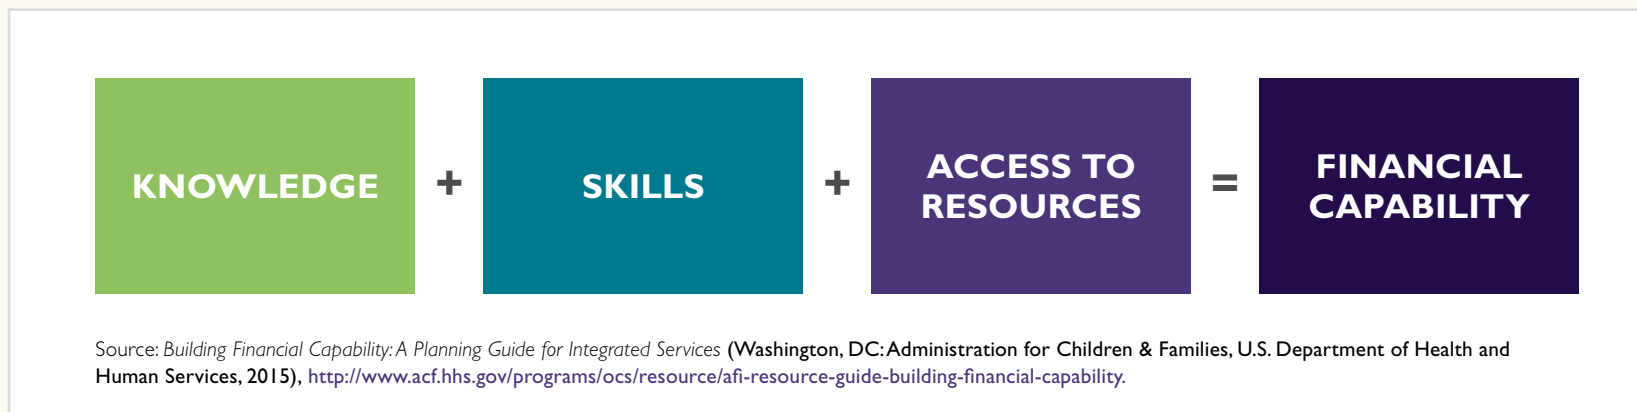 KNOWLEDGE
+
SKILLS
+
ACCESS TO
RESOURCES
=
FINANCIAL
CAPABILITY
Source: Building Financial Capability: A Planning Guide for Integrated Services (Washington, DC: Administration for Children & Families, U.S. Department of Health and
Human Services, 2015), http://www.acf.hhs.gov/programs/ocs/resource/afi-resource-guide-building-financial-capability.